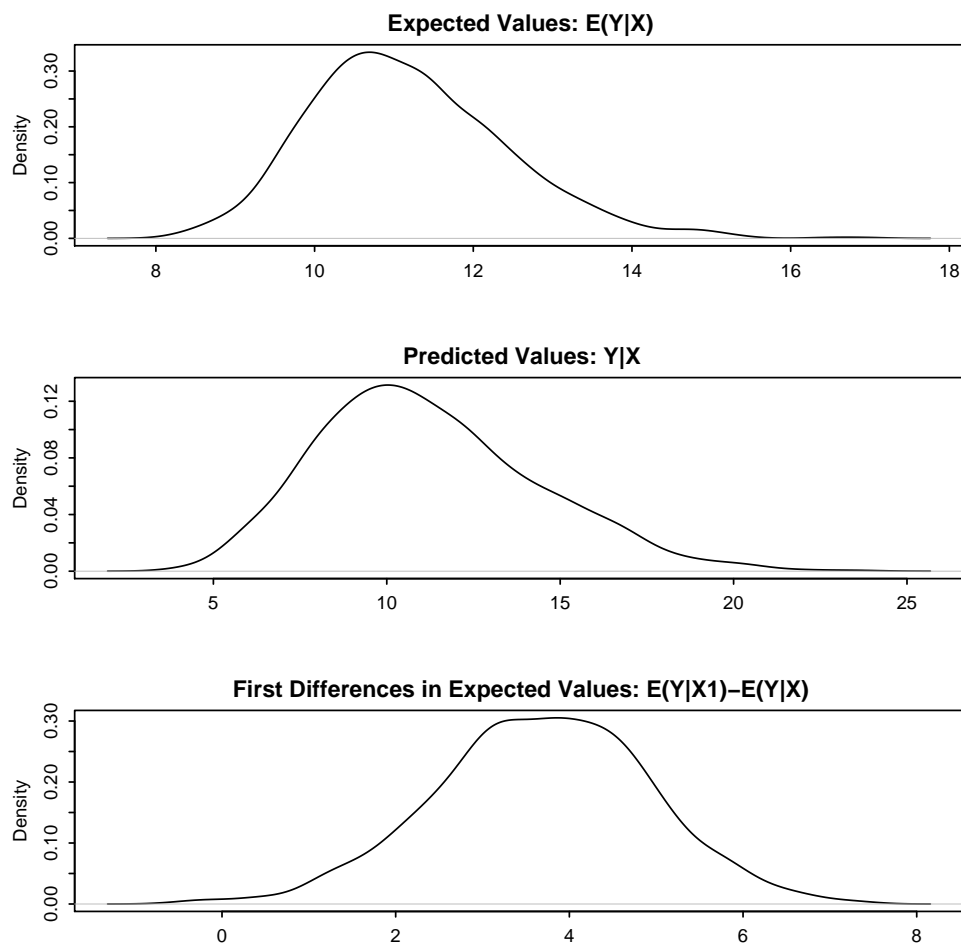 Expected Values: E(Y|X)
Density
0.00 0.10 0.20 0.30
8 10 12 14 16 18
Predicted Values: Y|X
Density
0.00 0.04 0.08 0.12
5 10 15 20 25
First Differences in Expected Values: E(Y|X1)−E(Y|X)
Density
0.00 0.10 0.20 0.30
0 2 4 6 8